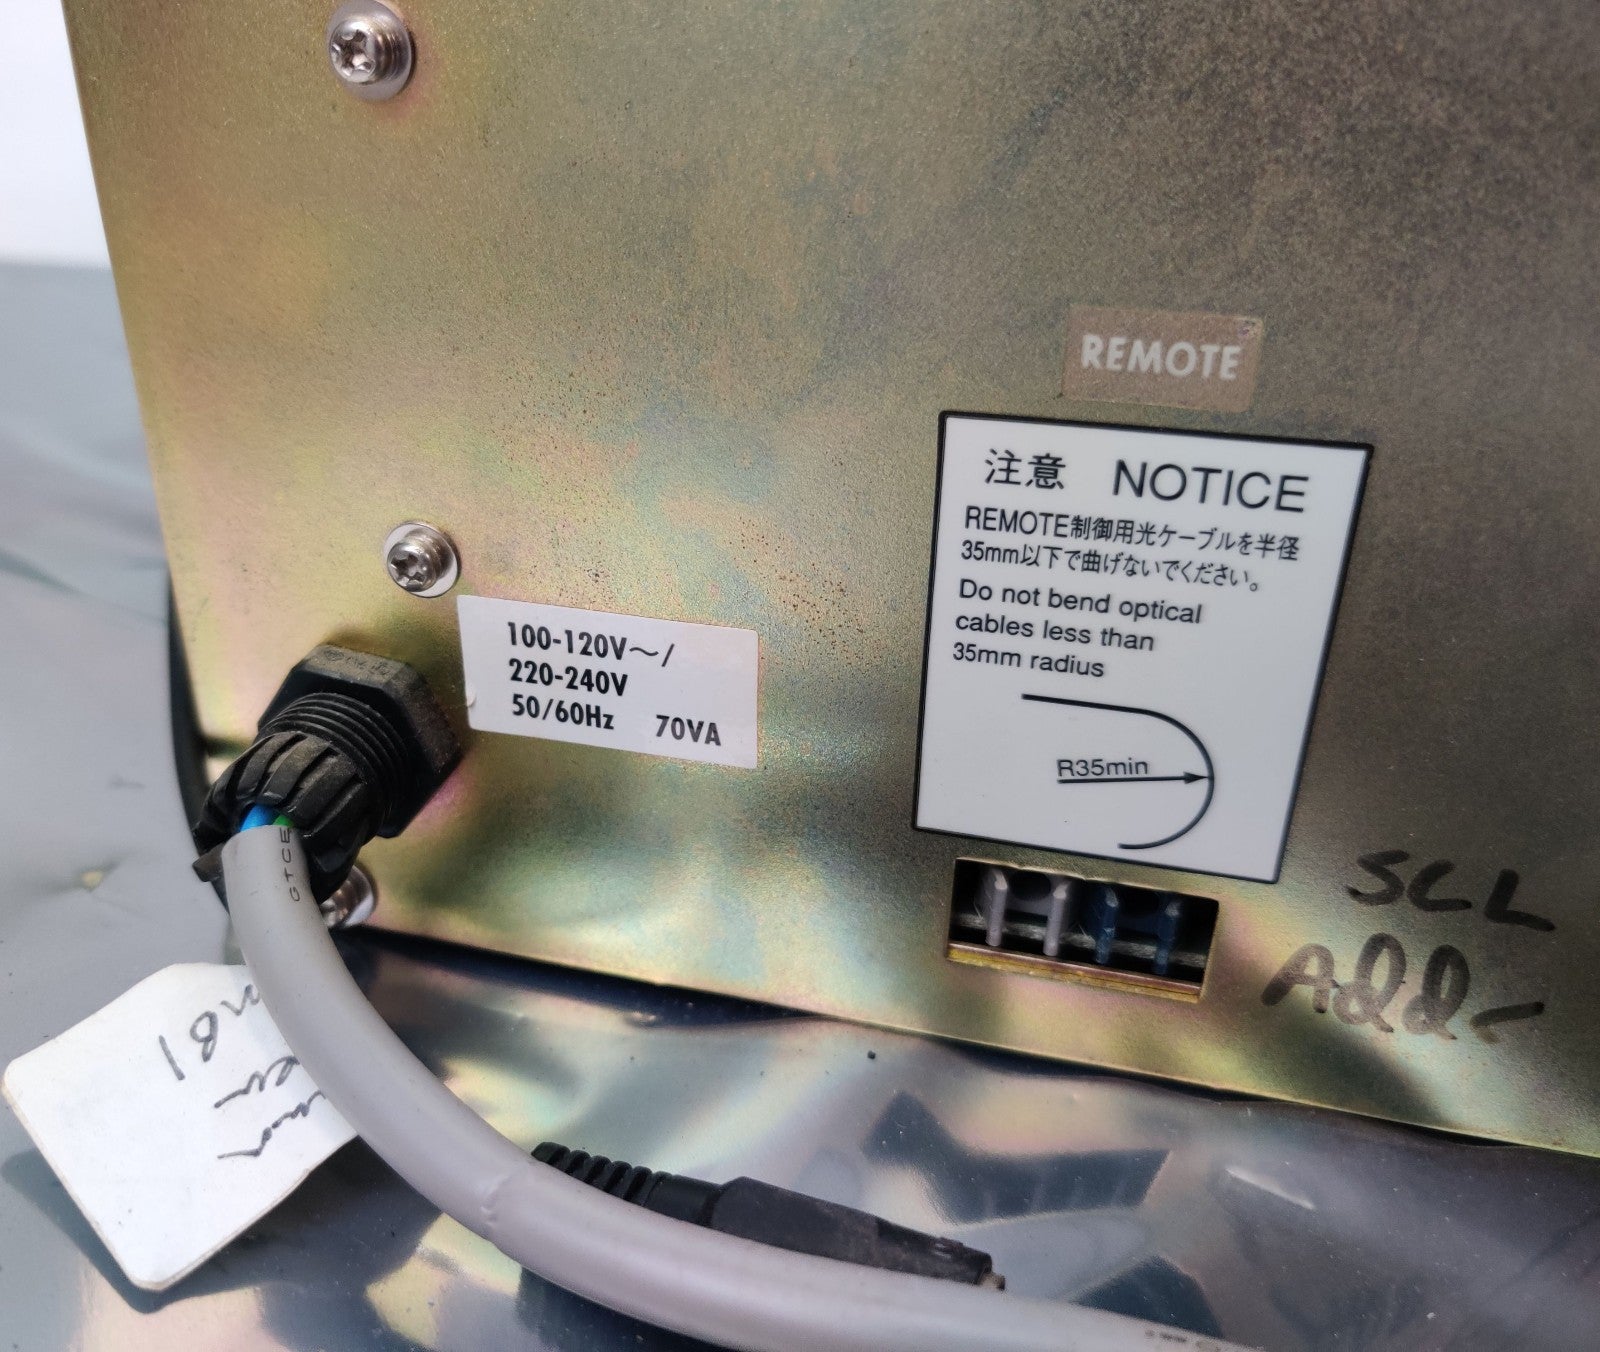 REMOTE
注意 NOTICE
REMOTE制御用光ケーブルを半径
35mm以下で曲げないでください。
Do not bend optical
cables less than
35mm radius
R35min
100-120V～/
220-240V
50/60Hz 70VA
GTCE
SCL
Addr